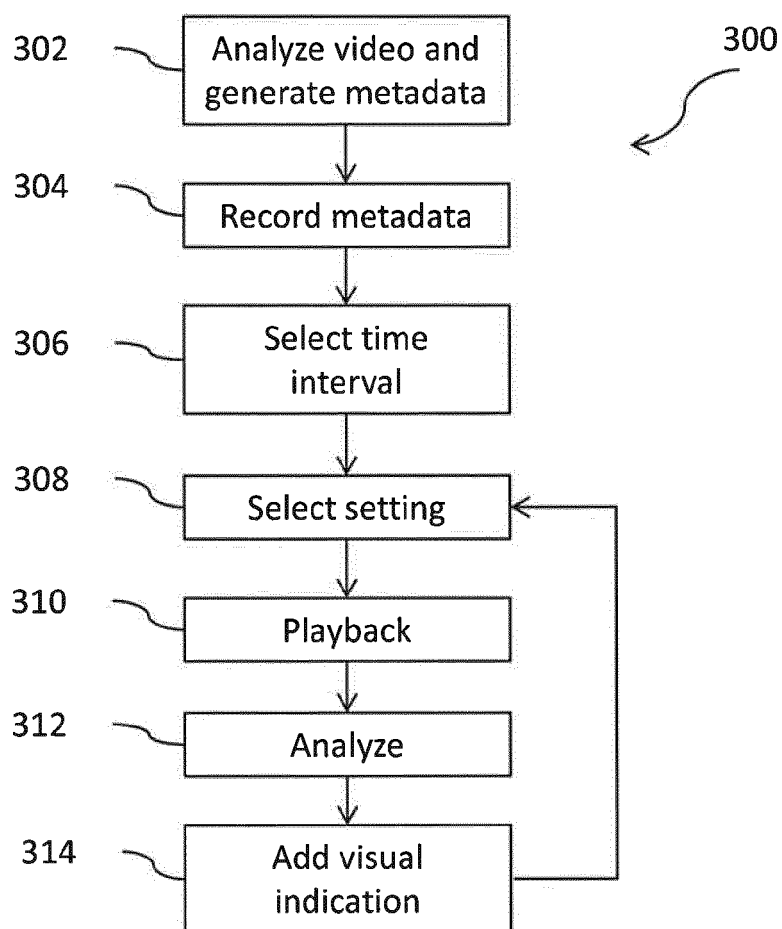 302
Analyze video and
generate metadata
300
304
Record metadata
306
Select time
interval
308
Select setting
310
Playback
312
Analyze
314
Add visual
indication